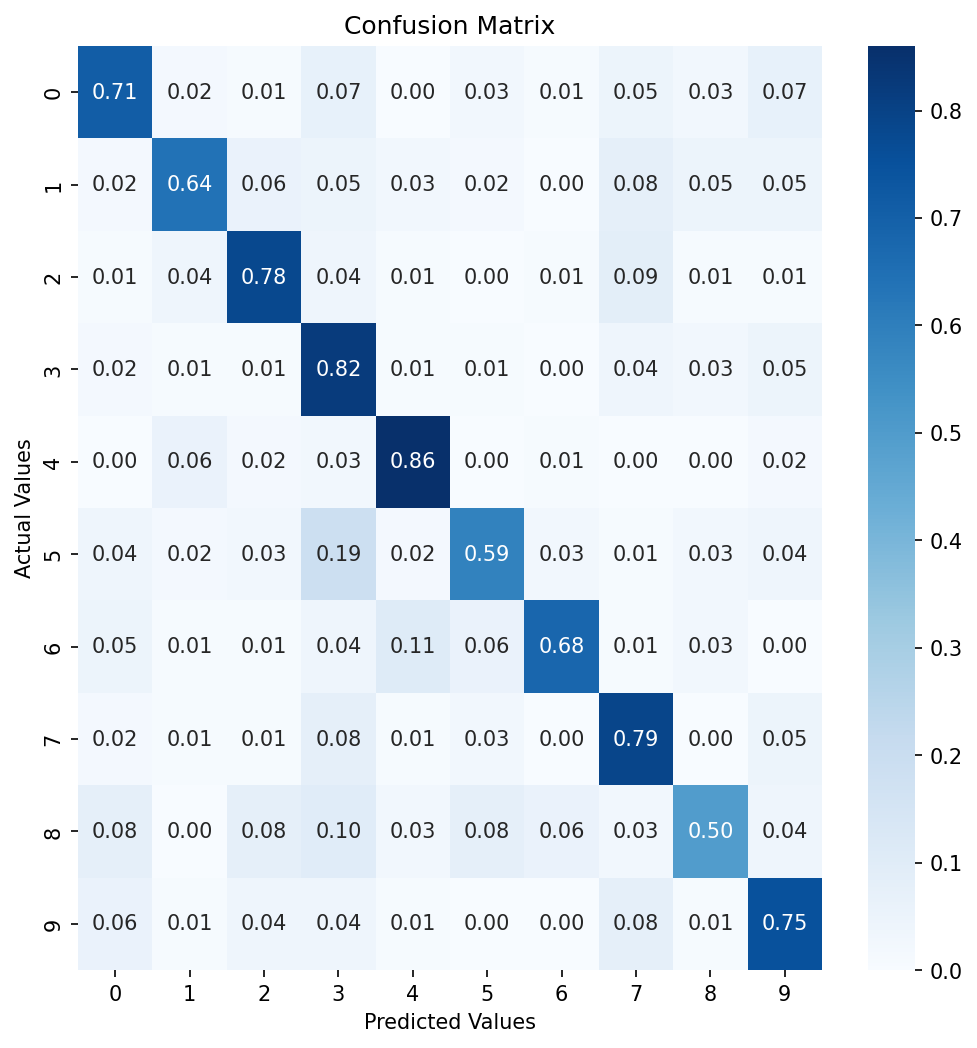 Confusion Matrix
0 0.71 0.02 0.01 0.07 0.00 0.03 0.01 0.05 0.03 0.07
1 0.02 0.64 0.06 0.05 0.03 0.02 0.00 0.08 0.05 0.05
2 0.01 0.04 0.78 0.04 0.01 0.00 0.01 0.09 0.01 0.01
3 0.02 0.01 0.01 0.82 0.01 0.01 0.00 0.04 0.03 0.05
4 0.00 0.06 0.02 0.03 0.86 0.00 0.01 0.00 0.00 0.02
5 0.04 0.02 0.03 0.19 0.02 0.59 0.03 0.01 0.03 0.04
6 0.05 0.01 0.01 0.04 0.11 0.06 0.68 0.01 0.03 0.00
7 0.02 0.01 0.01 0.08 0.01 0.03 0.00 0.79 0.00 0.05
8 0.08 0.00 0.08 0.10 0.03 0.08 0.06 0.03 0.50 0.04
9 0.06 0.01 0.04 0.04 0.01 0.00 0.00 0.08 0.01 0.75
0 1 2 3 4 5 6 7 8 9
Predicted Values
Actual Values
0.8
0.7
0.6
0.5
0.4
0.3
0.2
0.1
0.0